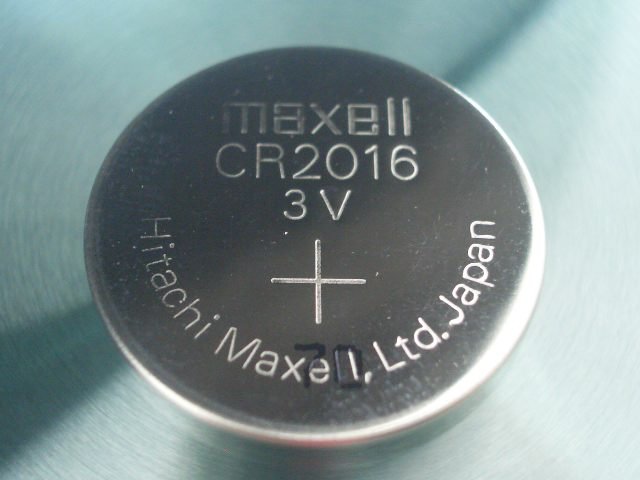 maxell
CR2016
3V
+
Hitachi Maxell, Ltd. Japan
70